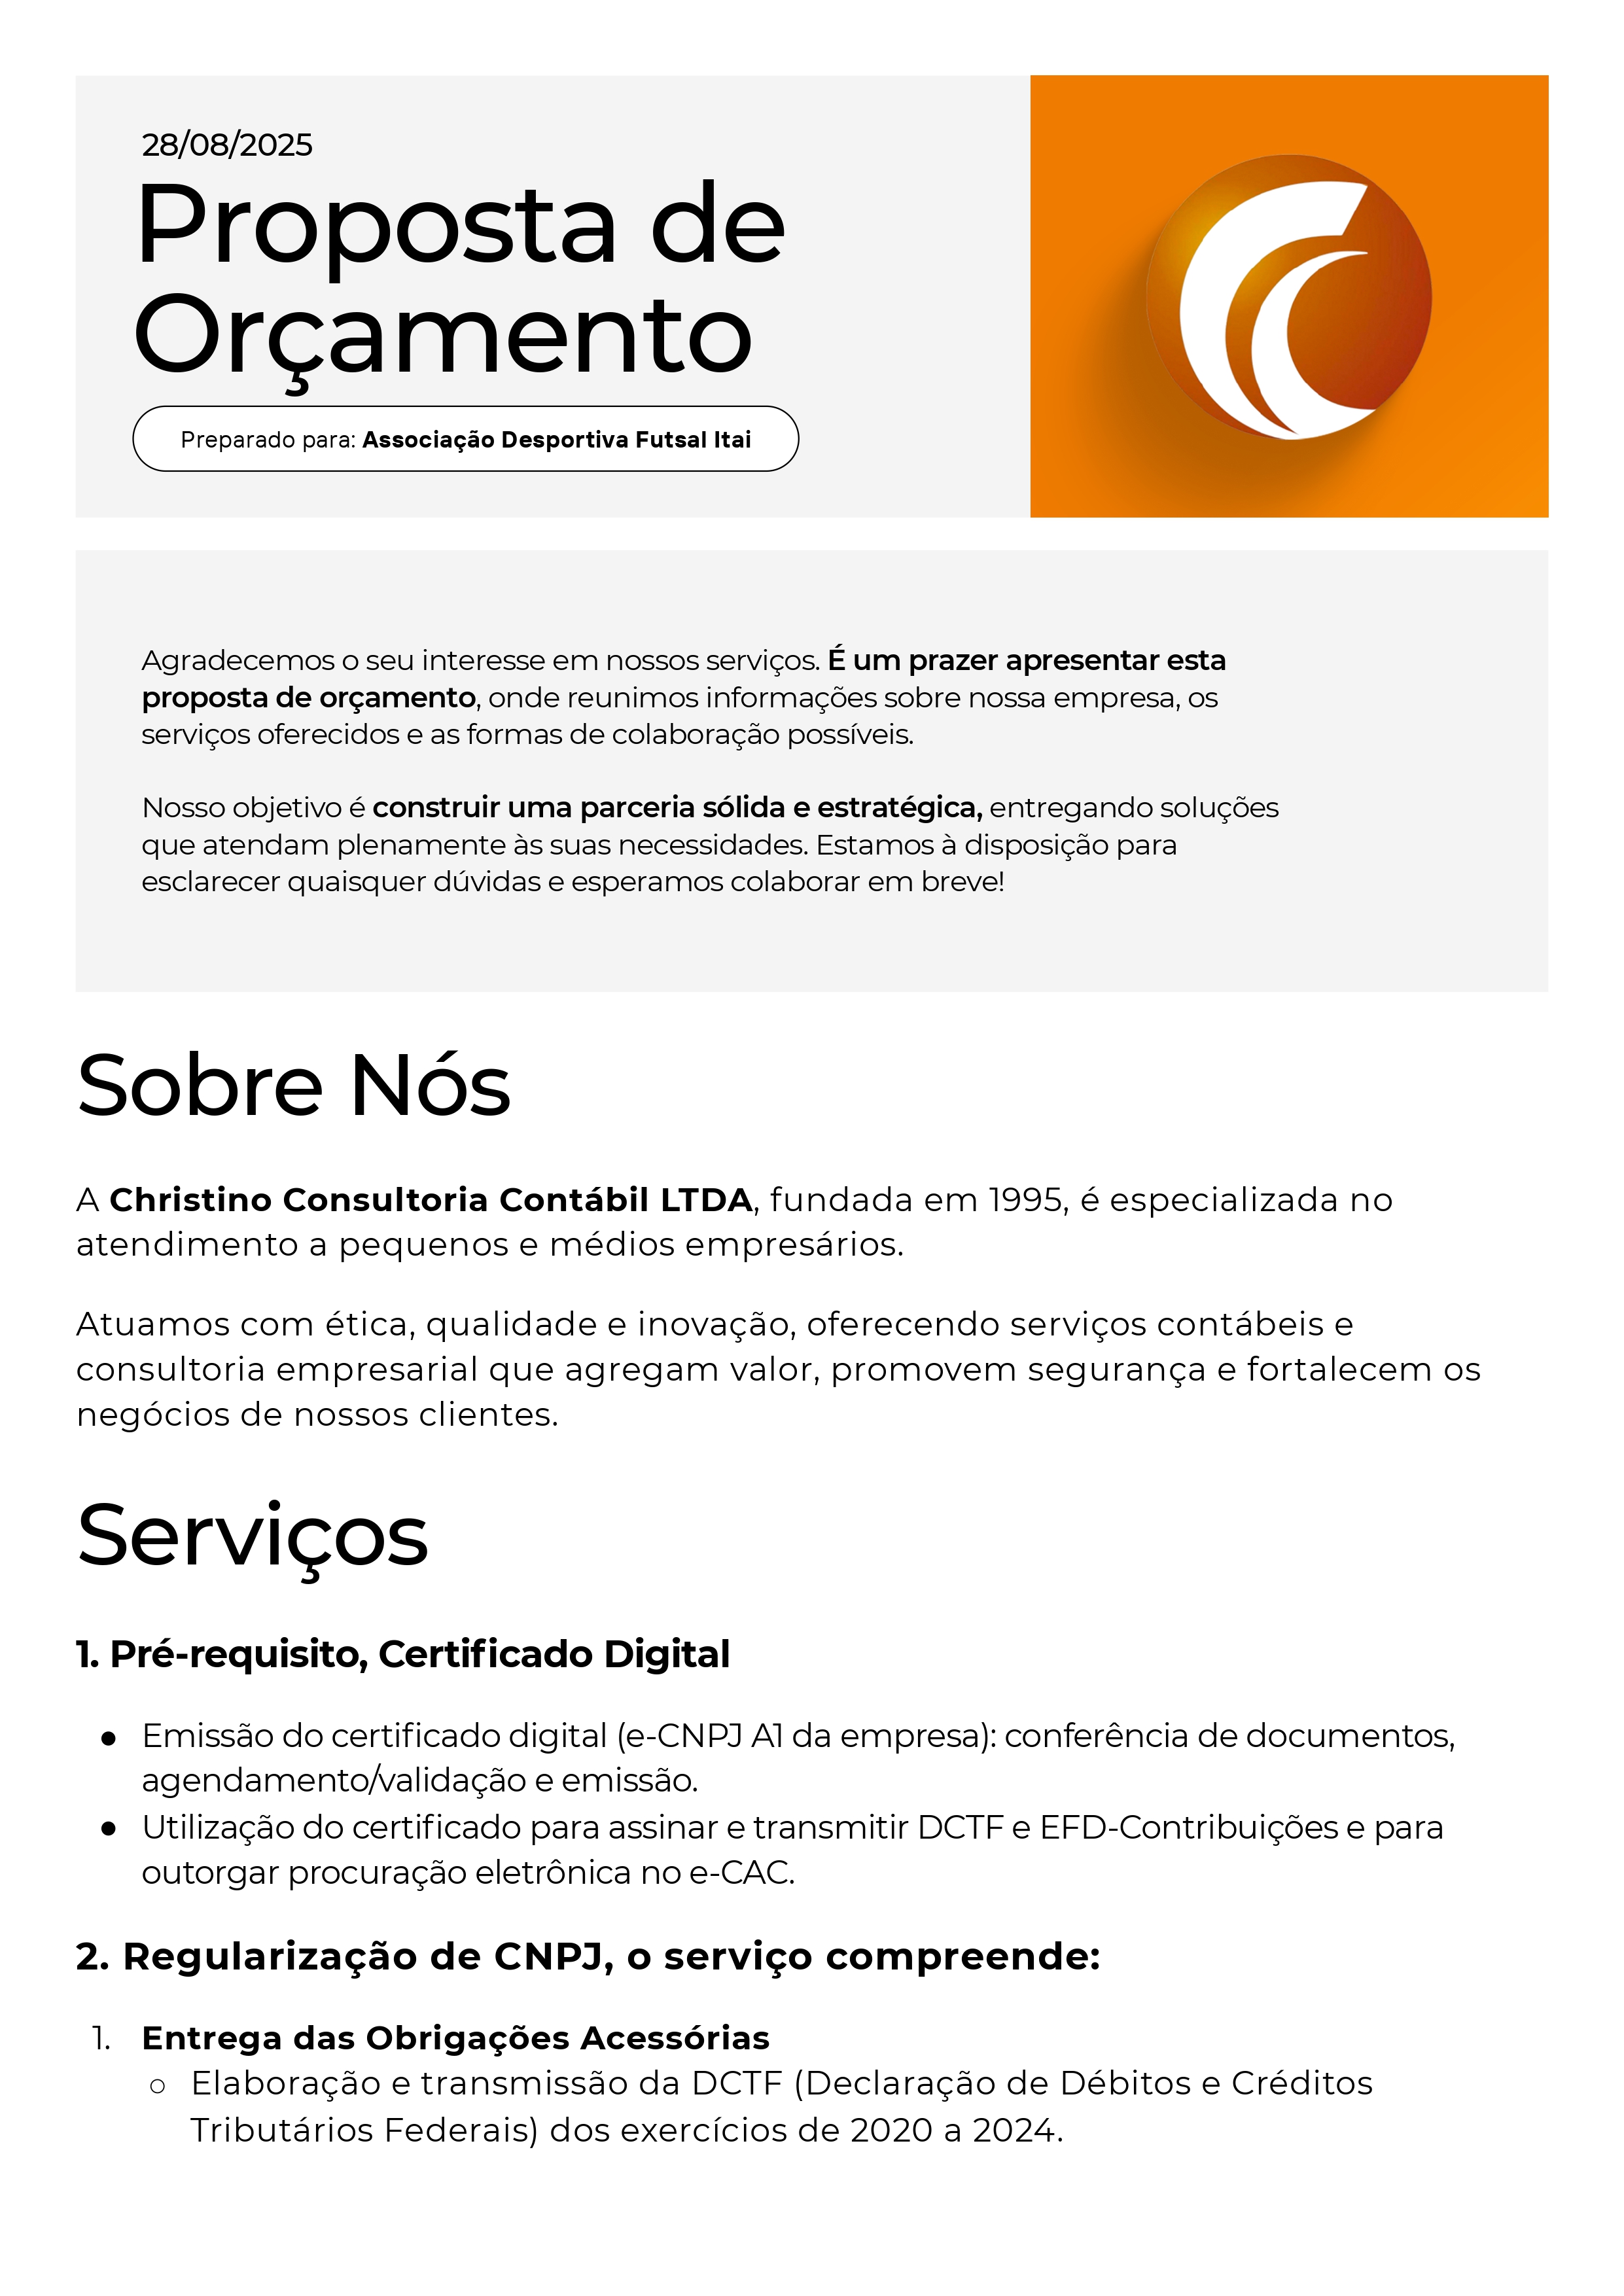 28/08/2025
Proposta de
Orçamento
Preparado para: Associação Desportiva Futsal Itai
Agradecemos o seu interesse em nossos serviços. É um prazer apresentar esta
proposta de orçamento, onde reunimos informações sobre nossa empresa, os
serviços oferecidos e as formas de colaboração possíveis.
Nosso objetivo é construir uma parceria sólida e estratégica, entregando soluções
que atendam plenamente às suas necessidades. Estamos à disposição para
esclarecer quaisquer dúvidas e esperamos colaborar em breve!
Sobre Nós
A Christino Consultoria Contábil LTDA, fundada em 1995, é especializada no
atendimento a pequenos e médios empresários.
Atuamos com ética, qualidade e inovação, oferecendo serviços contábeis e
consultoria empresarial que agregam valor, promovem segurança e fortalecem os
negócios de nossos clientes.
Serviços
1. Pré-requisito, Certificado Digital
● Emissão do certificado digital (e-CNPJ A1 da empresa): conferência de documentos,
agendamento/validação e emissão.
● Utilização do certificado para assinar e transmitir DCTF e EFD-Contribuições e para
outorgar procuração eletrônica no e-CAC.
2. Regularização de CNPJ, o serviço compreende:
1. Entrega das Obrigações Acessórias
○ Elaboração e transmissão da DCTF (Declaração de Débitos e Créditos
Tributários Federais) dos exercícios de 2020 a 2024.